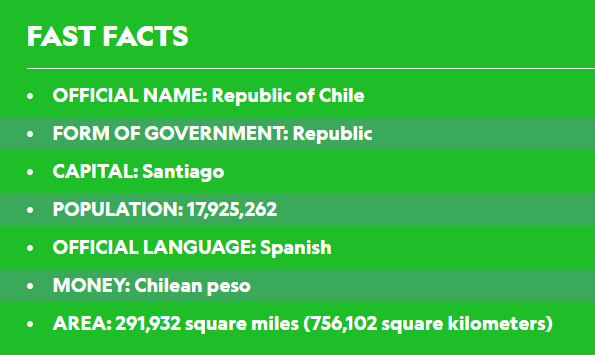 FAST FACTS
• OFFICIAL NAME: Republic of Chile
• FORM OF GOVERNMENT: Republic
• CAPITAL: Santiago
• POPULATION: 17,925,262
• OFFICIAL LANGUAGE: Spanish
• MONEY: Chilean peso
• AREA: 291,932 square miles (756,102 square kilometers)